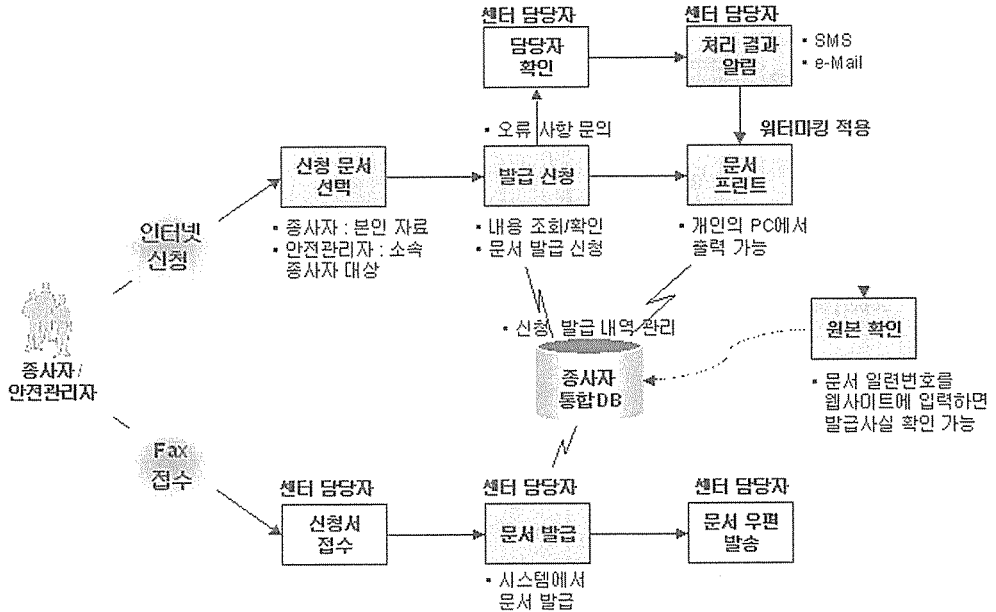 센터 담당자
담당자
확인
센터 담당자
처리 결과
알림
• SMS
• e-Mail
• 오류 사항 문의
워터마킹 적용
신청 문서
선택
발급 신청
문서
프린트
• 종사자 : 본인 자료
• 안전관리자 : 소속
종사자 대상
• 내용 조회/확인
• 문서 발급 신청
• 개인의 PC에서
출력 가능
인터넷
신청
종사자/
안전관리자
• 신청 발급 내역 관리
종사자
통합DB
원본 확인
• 문서 일련번호를
웹사이트에 입력하면
발급사실 확인 가능
Fax
접수
센터 담당자
신청서
접수
센터 담당자
문서 발급
• 시스템에서
문서 발급
센터 담당자
문서 우편
발송